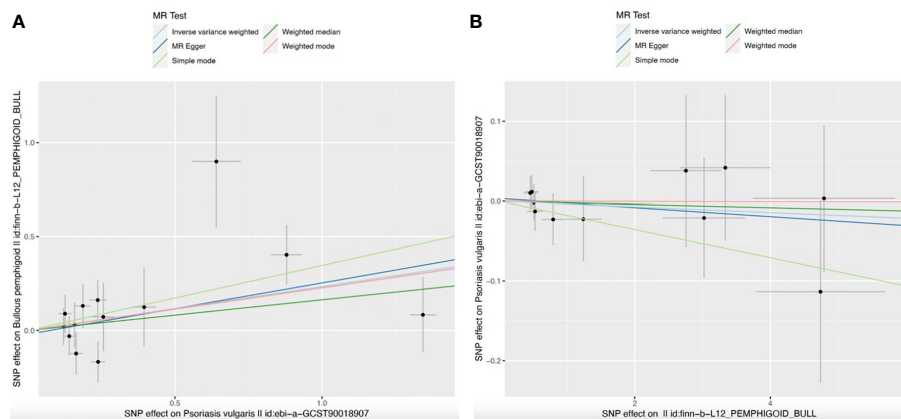 A
MR Test
Inverse variance weighted
Weighted median
MR Egger
Weighted mode
Simple mode
1.0
0.5
0.0
SNP effect on Bullous pemphigoid II id:finn-b-L12_PEMPHIGOID_BULL
0.5
1.0
SNP effect on Psoriasis vulgaris II id:ebi-a-GCST90018907
B
MR Test
Inverse variance weighted
Weighted median
MR Egger
Weighted mode
Simple mode
0.1
0.0
-0.1
-0.2
SNP effect on Psoriasis vulgaris II id:ebi-a-GCST90018907
2
4
SNP effect on II id:finn-b-L12_PEMPHIGOID_BULL